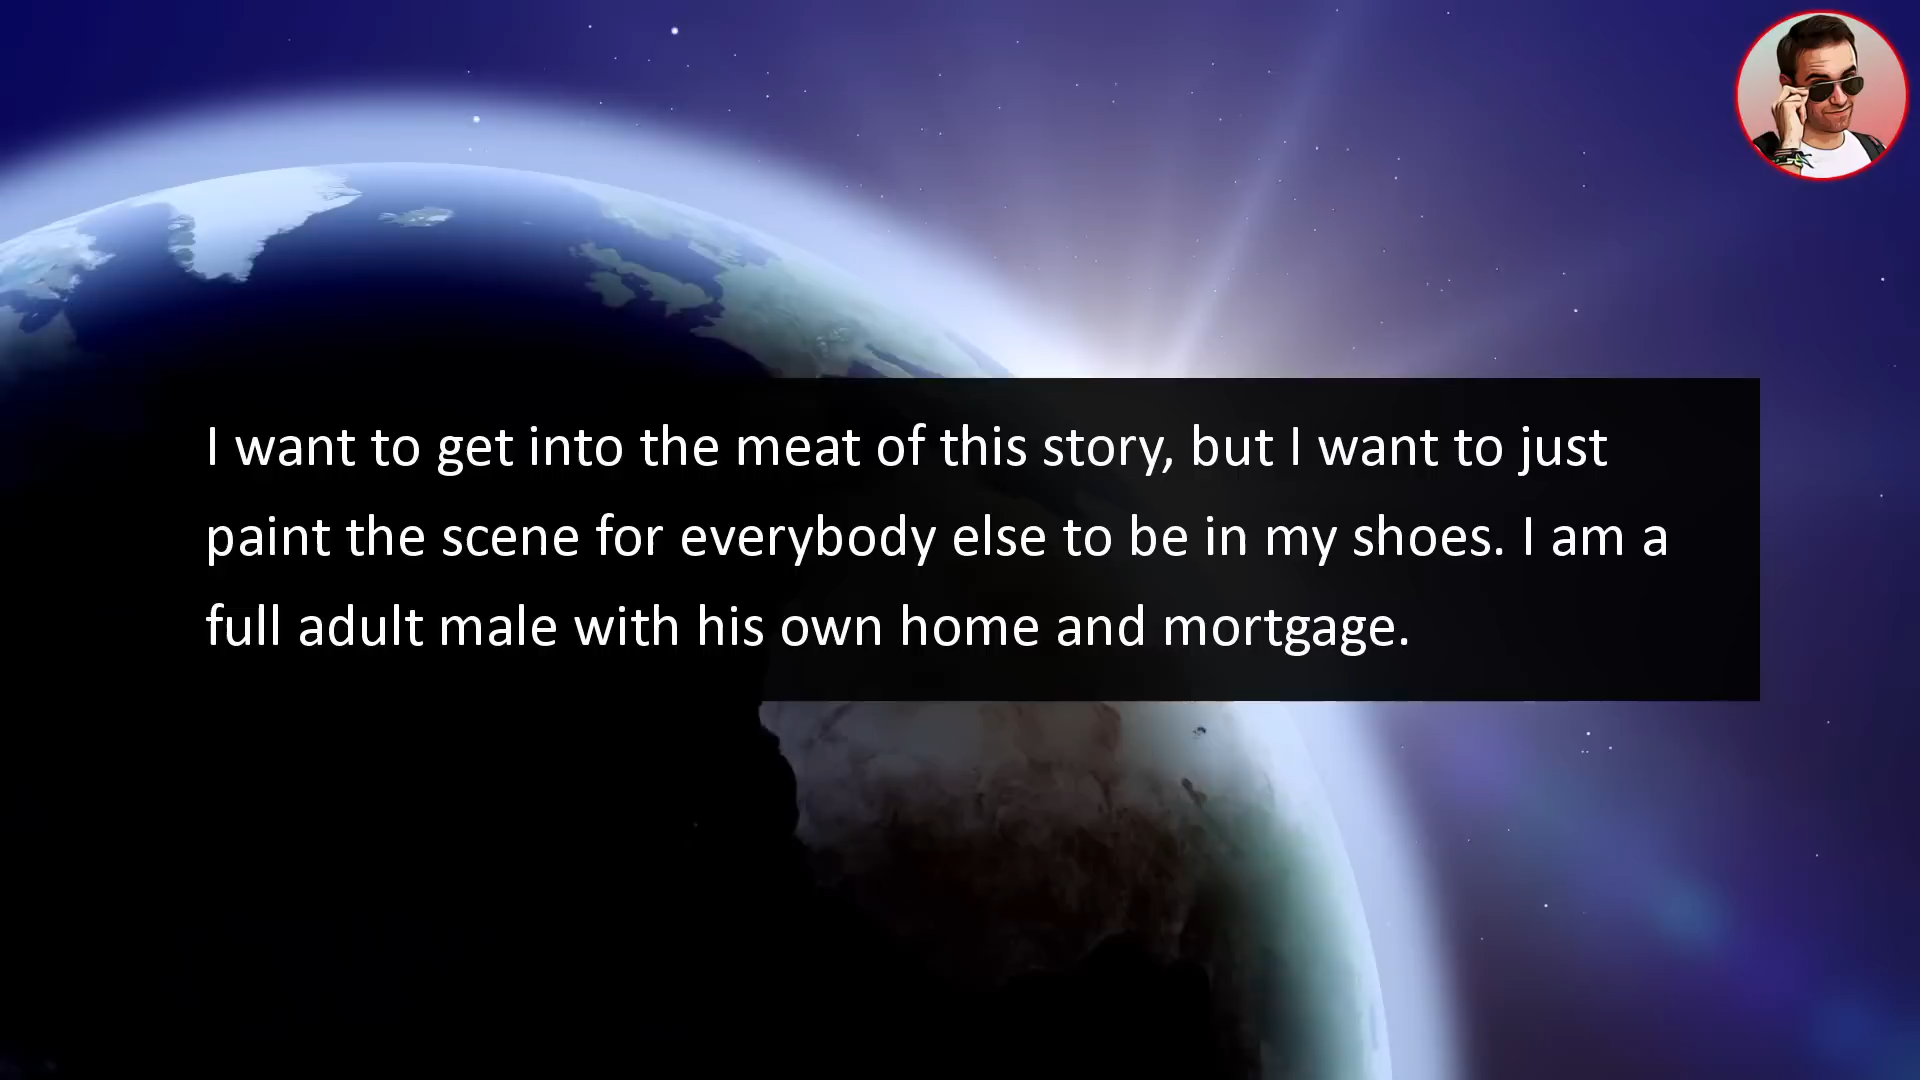 I want to get into the meat of this story, but I want to just
paint the scene for everybody else to be in my shoes. I am a
full adult male with his own home and mortgage.